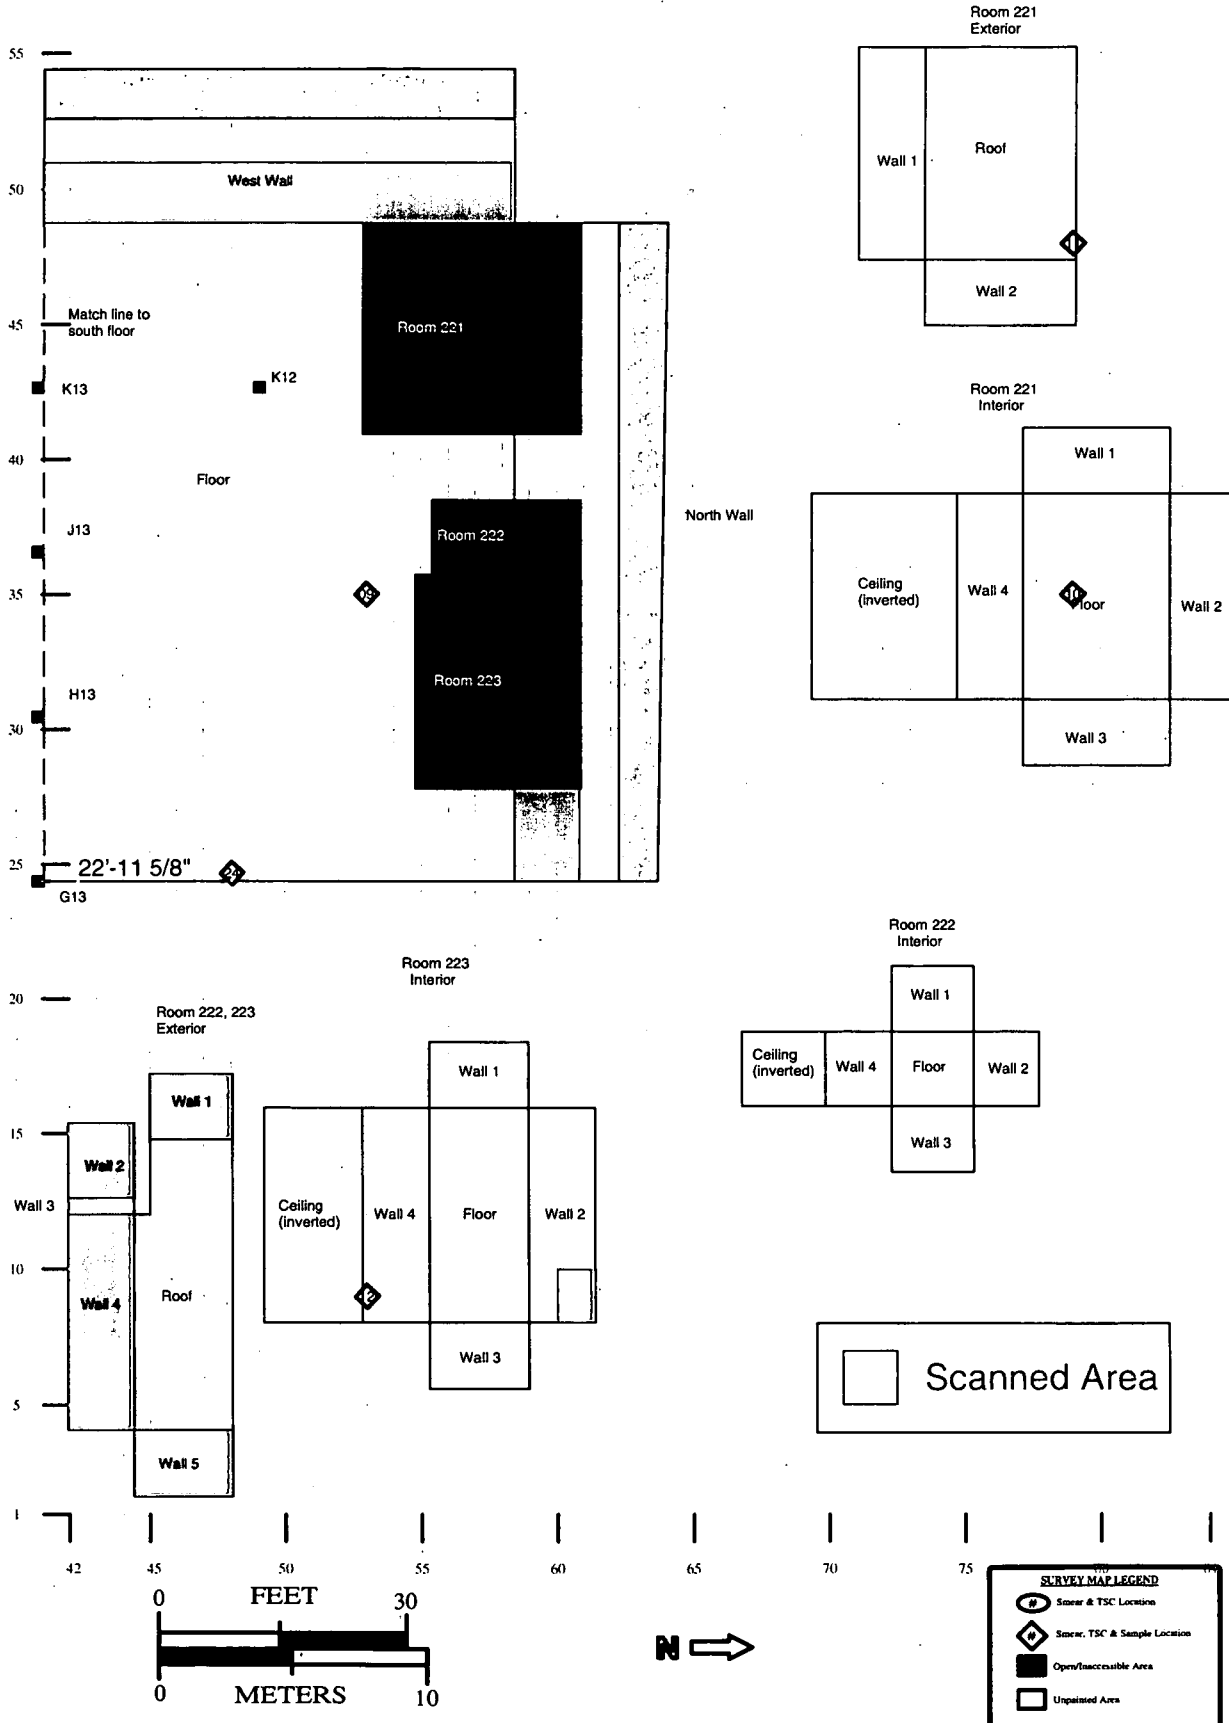 Room 221
Exterior
55
Wall 1
Roof
West Wall
50
Wall 2
Match line to
south floor
45
Room 221
K13
K12
Room 221
Interior
Wall 1
40
Floor
North Wall
J13
Room 222
35
09
Ceiling
(inverted)
Wall 4
10
Floor
Wall 2
Room 223
H13
30
Wall 3
25
22'-11 5/8"
24
G13
Room 222
Interior
Room 223
Interior
20
Room 222, 223
Exterior
Wall 1
Ceiling
(inverted)
Wall 4
Floor
Wall 2
Wall 1
Wall 1
15
Wall 3
Wall 2
Wall 3
Ceiling
(inverted)
Wall 4
Floor
Wall 2
10
Wall 4
Roof
12
Wall 3
Scanned Area
5
Wall 5
1
42
45
50
55
60
65
70
75
0
FEET
30
0
METERS
10
N
SURVEY MAP LEGEND
# Smear & TSC Location
# Smear, TSC & Sample Location
Open/Inaccessible Area
Unpainted Area